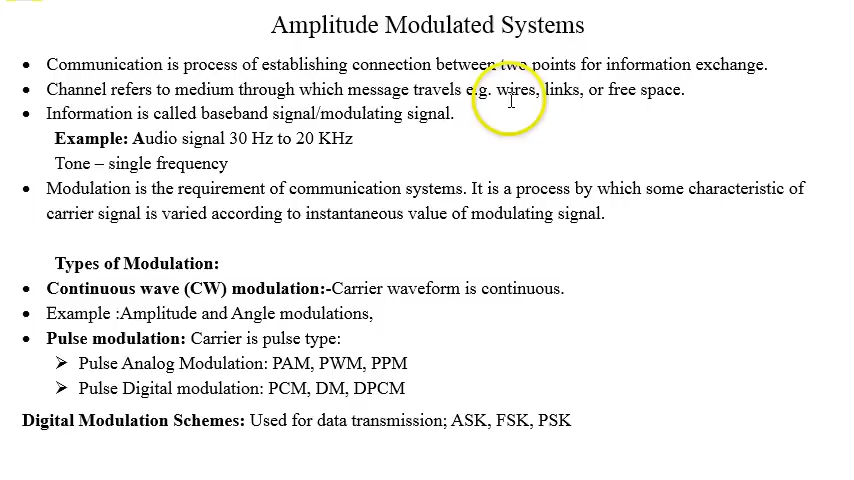 Amplitude Modulated Systems
• Communication is process of establishing connection between two points for information exchange.
• Channel refers to medium through which message travels e.g. wires, links, or free space.
• Information is called baseband signal/modulating signal.
Example: Audio signal 30 Hz to 20 KHz
Tone – single frequency
• Modulation is the requirement of communication systems. It is a process by which some characteristic of
carrier signal is varied according to instantaneous value of modulating signal.
Types of Modulation:
• Continuous wave (CW) modulation:-Carrier waveform is continuous.
• Example :Amplitude and Angle modulations,
• Pulse modulation: Carrier is pulse type:
➢ Pulse Analog Modulation: PAM, PWM, PPM
➢ Pulse Digital modulation: PCM, DM, DPCM
Digital Modulation Schemes: Used for data transmission; ASK, FSK, PSK